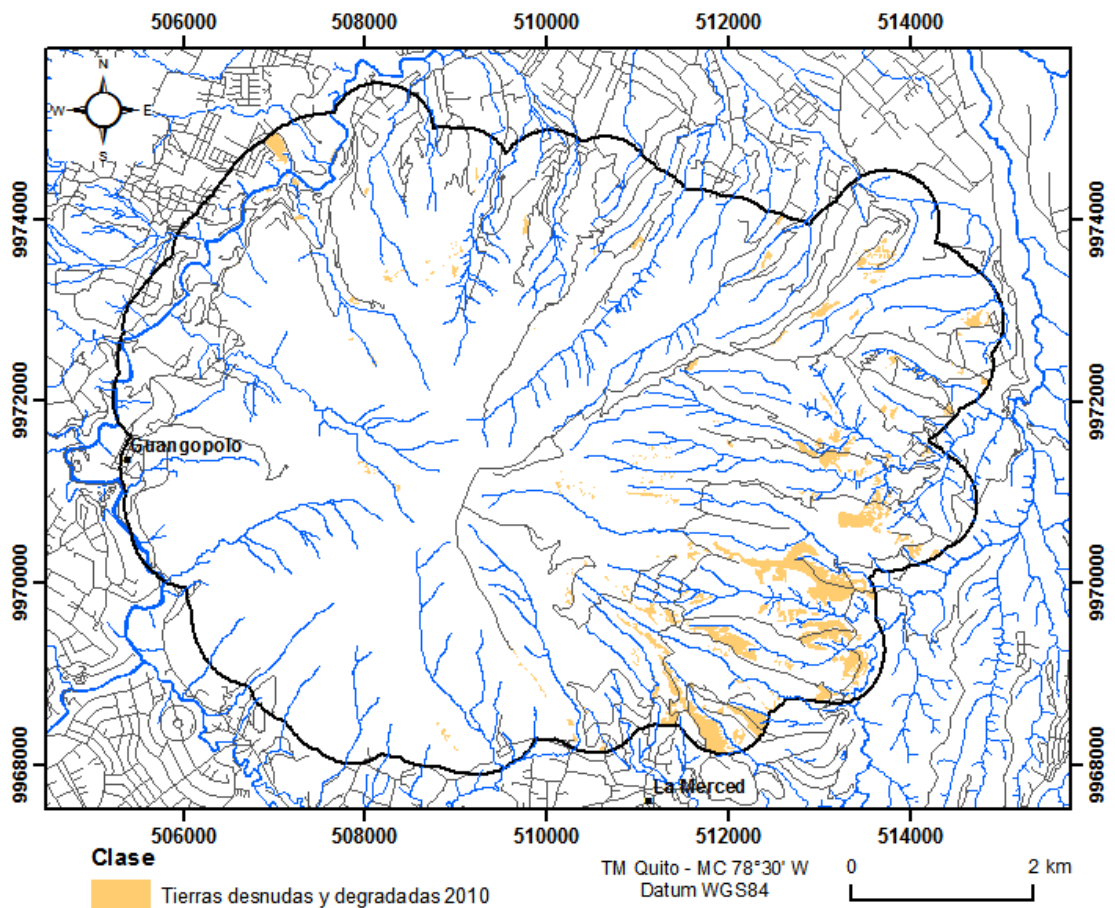 506000 508000 510000 512000 514000
N
W E
S
9974000 9974000
9972000 9972000
Guangopolo
9970000 9970000
9968000 9968000
La Merced
506000 508000 510000 512000 514000
Clase
Tierras desnudas y degradadas 2010
TM Quito - MC 78°30' W
Datum WGS84
0 2 km